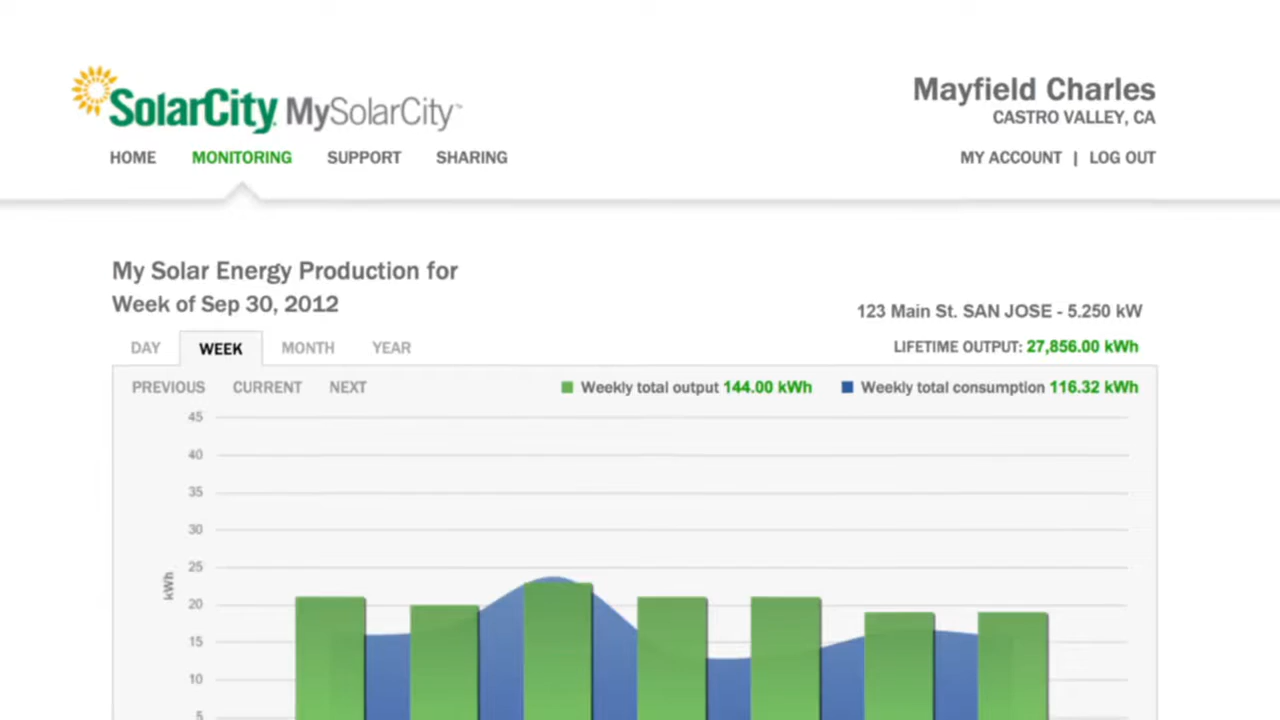 SolarCity MySolarCity™
Mayfield Charles
CASTRO VALLEY, CA
HOME MONITORING SUPPORT SHARING
MY ACCOUNT | LOG OUT
My Solar Energy Production for
Week of Sep 30, 2012
123 Main St. SAN JOSE - 5.250 kW
DAY WEEK MONTH YEAR
LIFETIME OUTPUT: 27,856.00 kWh
PREVIOUS CURRENT NEXT
Weekly total output 144.00 kWh
Weekly total consumption 116.32 kWh
45
40
35
30
25
kWh
20
15
10
5